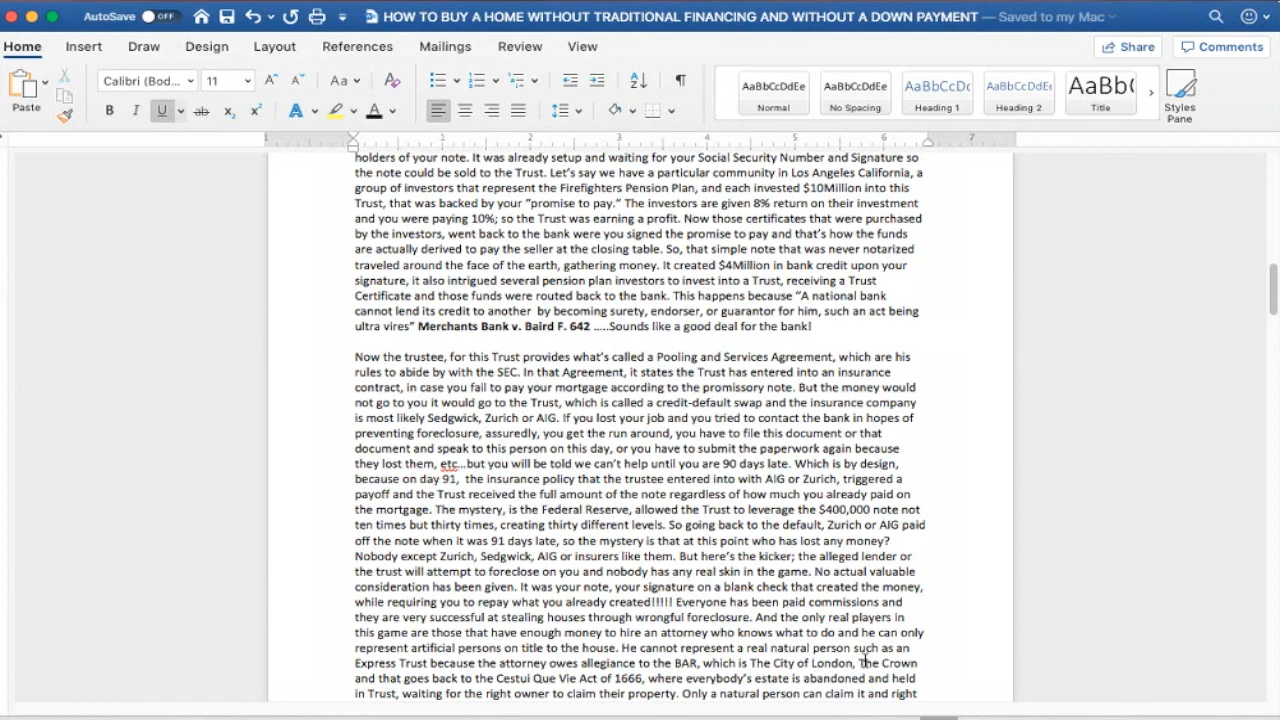 AutoSave OFF HOW TO BUY A HOME WITHOUT TRADITIONAL FINANCING AND WITHOUT A DOWN PAYMENT — Saved to my Mac
Home Insert Draw Design Layout References Mailings Review View Share Comments
Paste Calibri (Bod... 11 A A Aa A
B I U ab x2 x2 A A
AaBbCcDdEe AaBbCcDdEe AaBbCcDc AaBbCcDdEe AaBb(
Normal No Spacing Heading 1 Heading 2 Title Styles Pane
1 1 2 3 4 5 6 7
holders of your note. It was already setup and waiting for your Social Security Number and Signature so
the note could be sold to the Trust. Let's say we have a particular community in Los Angeles California, a
group of investors that represent the Firefighters Pension Plan, and each invested $10Million into this
Trust, that was backed by your "promise to pay." The investors are given 8% return on their investment
and you were paying 10%; so the Trust was earning a profit. Now those certificates that were purchased
by the investors, went back to the bank were you signed the promise to pay and that's how the funds
are actually derived to pay the seller at the closing table. So, that simple note that was never notarized
traveled around the face of the earth, gathering money. It created $4Million in bank credit upon your
signature, it also intrigued several pension plan investors to invest into a Trust, receiving a Trust
Certificate and those funds were routed back to the bank. This happens because "A national bank
cannot lend its credit to another by becoming surety, endorser, or guarantor for him, such an act being
ultra vires" Merchants Bank v. Baird F. 642 .....Sounds like a good deal for the bank!
Now the trustee, for this Trust provides what's called a Pooling and Services Agreement, which are his
rules to abide by with the SEC. In that Agreement, it states the Trust has entered into an insurance
contract, in case you fail to pay your mortgage according to the promissory note. But the money would
not go to you it would go to the Trust, which is called a credit-default swap and the insurance company
is most likely Sedgwick, Zurich or AIG. If you lost your job and you tried to contact the bank in hopes of
preventing foreclosure, assuredly, you get the run around, you have to file this document or that
document and speak to this person on this day, or you have to submit the paperwork again because
they lost them, etc...but you will be told we can't help until you are 90 days late. Which is by design,
because on day 91, the insurance policy that the trustee entered into with AIG or Zurich, triggered a
payoff and the Trust received the full amount of the note regardless of how much you already paid on
the mortgage. The mystery, is the Federal Reserve, allowed the Trust to leverage the $400,000 note not
ten times but thirty times, creating thirty different levels. So going back to the default, Zurich or AIG paid
off the note when it was 91 days late, so the mystery is that at this point who has lost any money?
Nobody except Zurich, Sedgwick, AIG or insurers like them. But here's the kicker; the alleged lender or
the trust will attempt to foreclose on you and nobody has any real skin in the game. No actual valuable
consideration has been given. It was your note, your signature on a blank check that created the money,
while requiring you to repay what you already created!!!!! Everyone has been paid commissions and
they are very successful at stealing houses through wrongful foreclosure. And the only real players in
this game are those that have enough money to hire an attorney who knows what to do and he can only
represent artificial persons on title to the house. He cannot represent a real natural person such as an
Express Trust because the attorney owes allegiance to the BAR, which is The City of London, The Crown
and that goes back to the Cestui Que Vie Act of 1666, where everybody's estate is abandoned and held
in Trust, waiting for the right owner to claim their property. Only a natural person can claim it and right